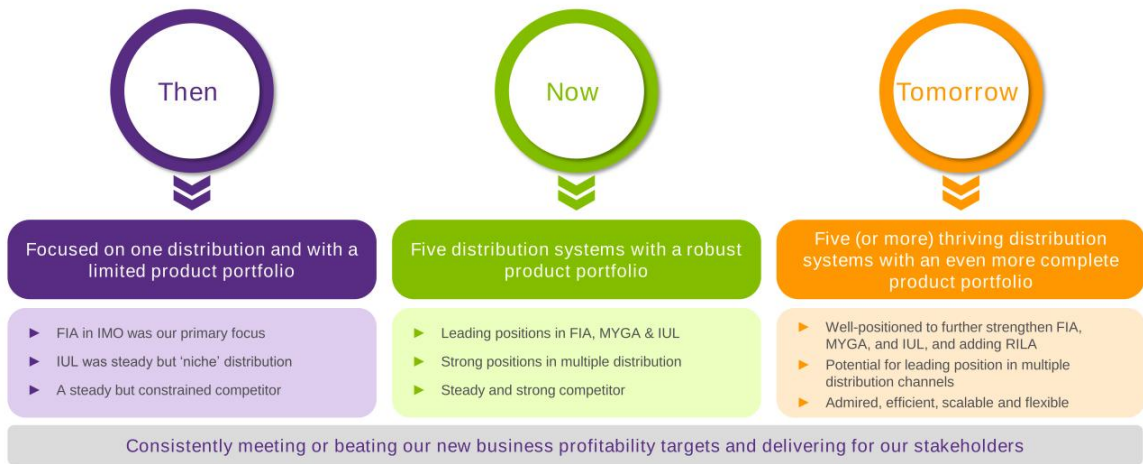 Then
Focused on one distribution and with a
limited product portfolio
► FIA in IMO was our primary focus
► IUL was steady but ‘niche’ distribution
► A steady but constrained competitor
Now
Five distribution systems with a robust
product portfolio
► Leading positions in FIA, MYGA & IUL
► Strong positions in multiple distribution
► Steady and strong competitor
Tomorrow
Five (or more) thriving distribution
systems with an even more complete
product portfolio
► Well-positioned to further strengthen FIA,
MYGA, and IUL, and adding RILA
► Potential for leading position in multiple
distribution channels
► Admired, efficient, scalable and flexible
Consistently meeting or beating our new business profitability targets and delivering for our stakeholders